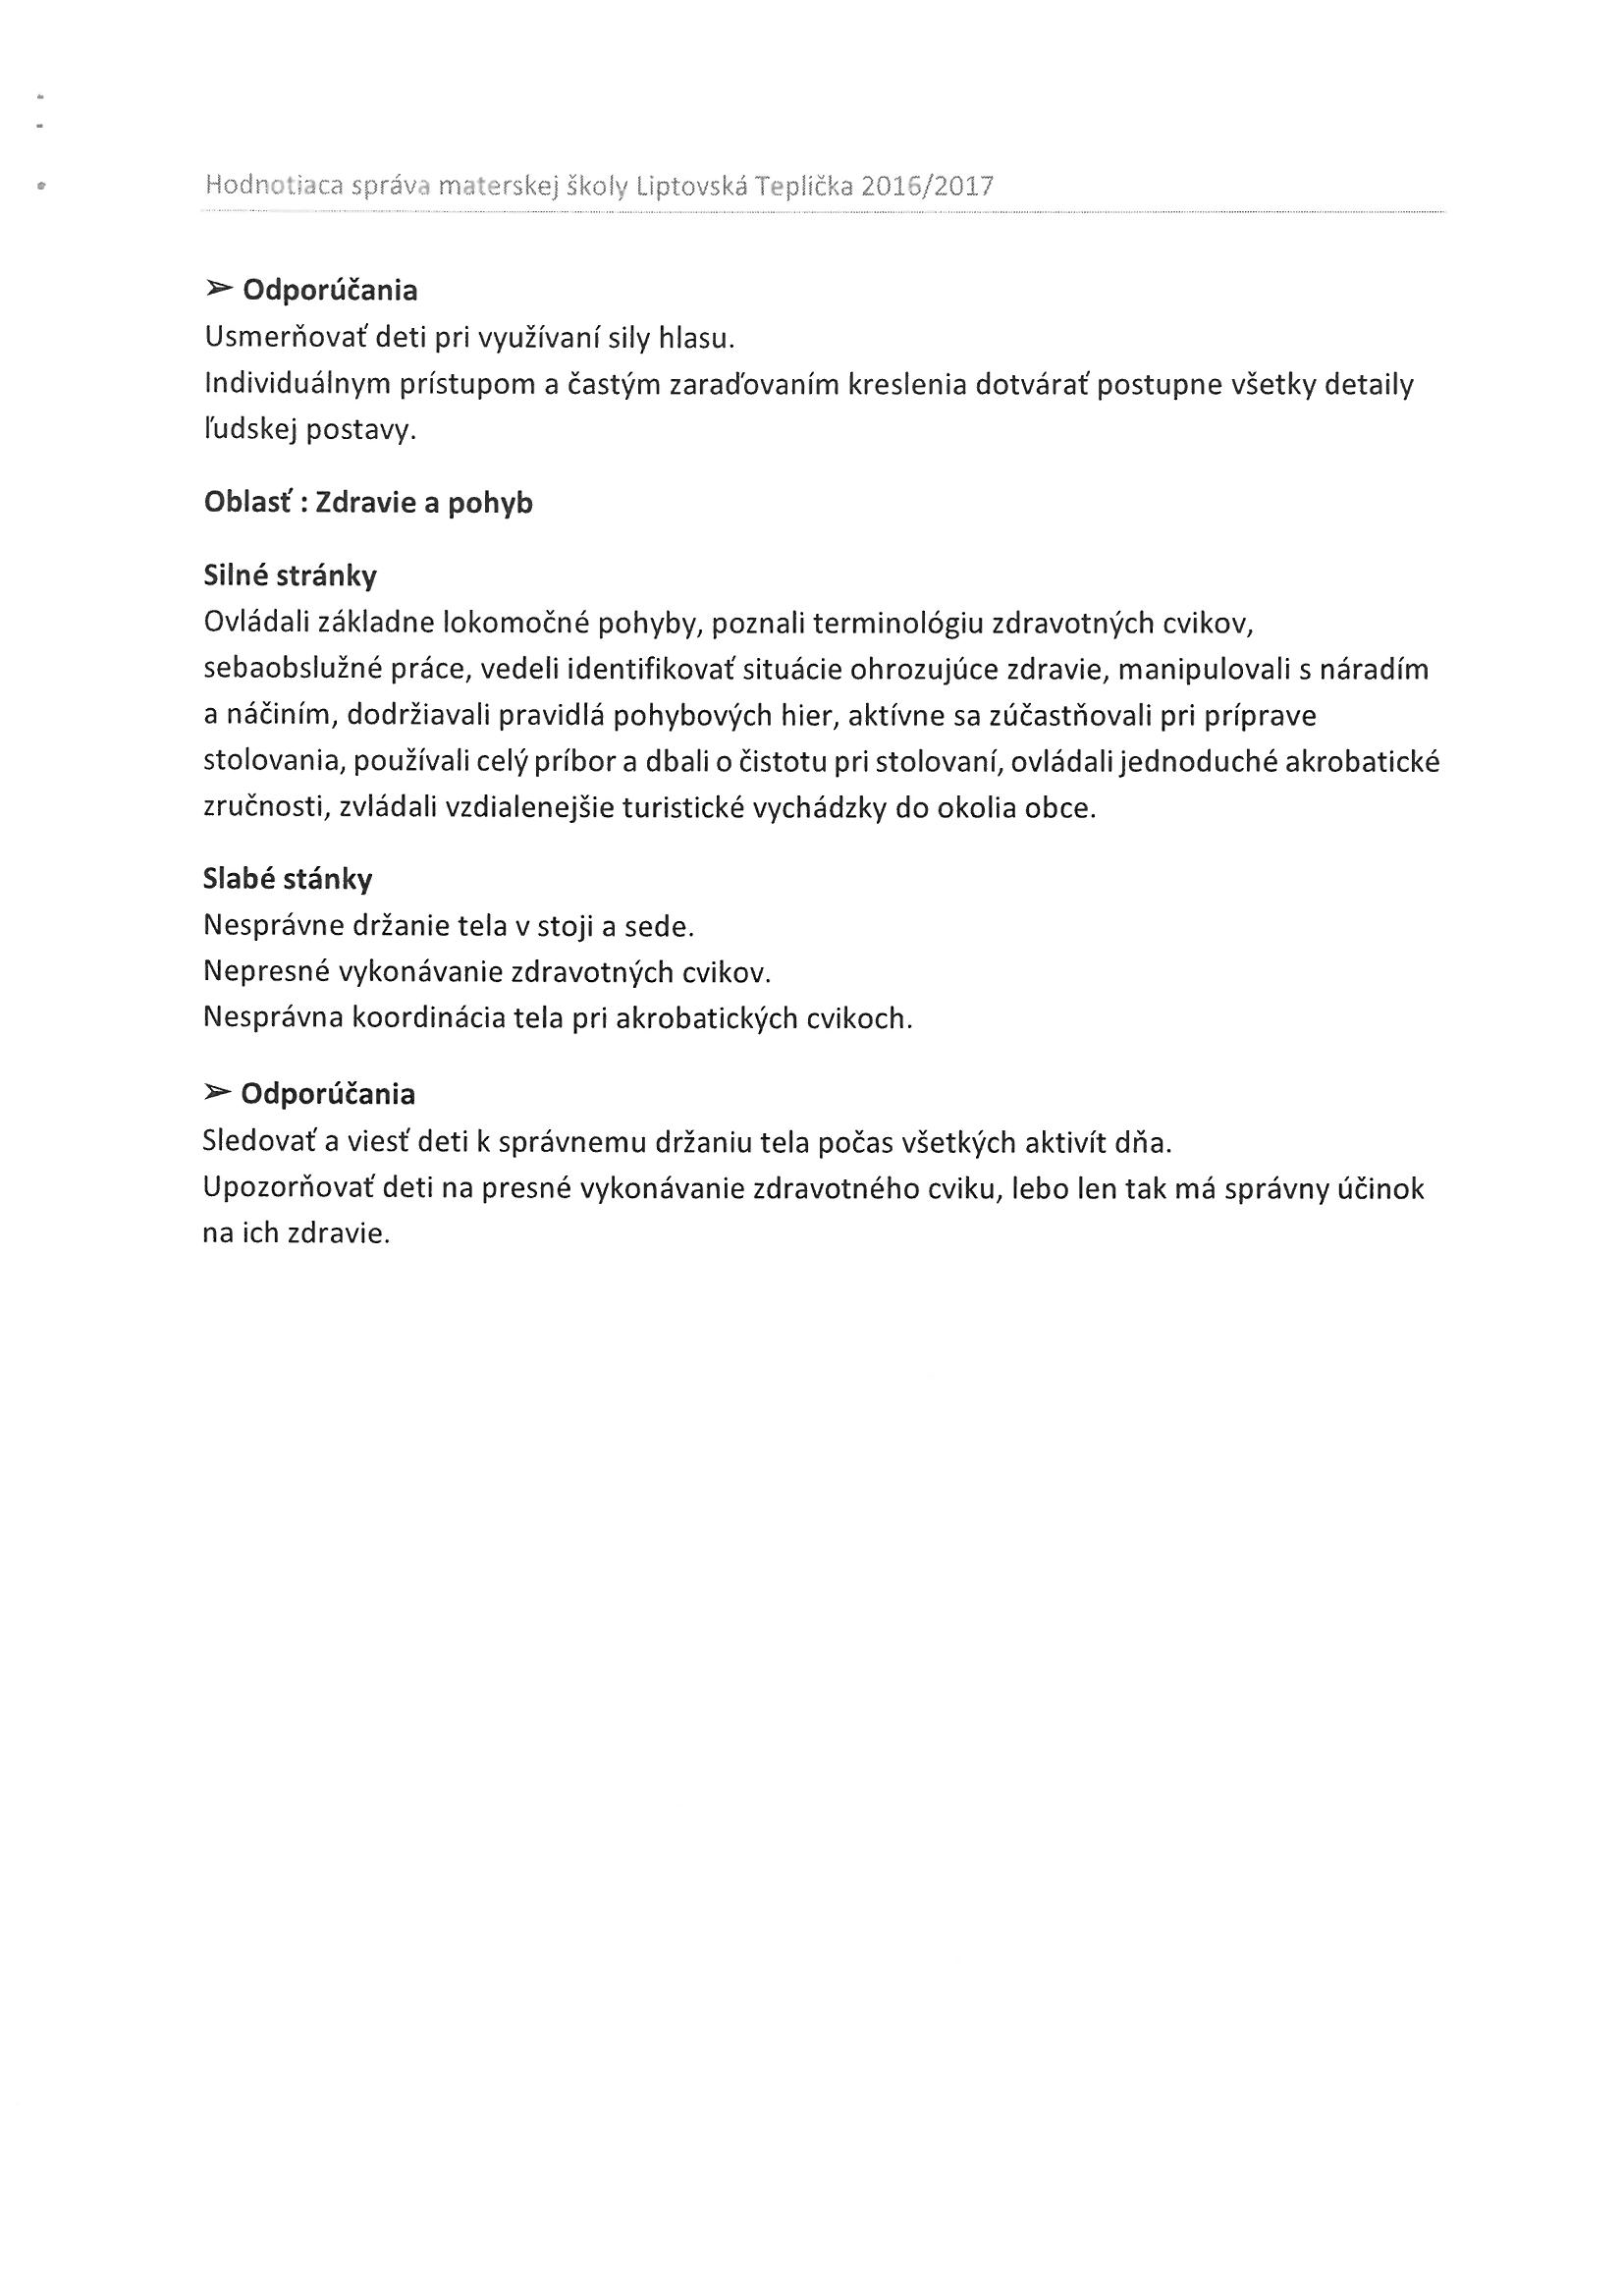 Hodnotiaca správa materskej školy Liptovská Teplička 2016/2017
➢ Odporúčania
Usmerňovať deti pri využívaní sily hlasu.
Individuálnym prístupom a častým zaraďovaním kreslenia dotvárať postupne všetky detaily
ľudskej postavy.
Oblasť : Zdravie a pohyb
Silné stránky
Ovládali základne lokomočné pohyby, poznali terminológiu zdravotných cvikov,
sebaobslužné práce, vedeli identifikovať situácie ohrozujúce zdravie, manipulovali s náradím
a náčiním, dodržiavali pravidlá pohybových hier, aktívne sa zúčastňovali pri príprave
stolovania, používali celý príbor a dbali o čistotu pri stolovaní, ovládali jednoduché akrobatické
zručnosti, zvládali vzdialenejšie turistické vychádzky do okolia obce.
Slabé stánky
Nesprávne držanie tela v stoji a sede.
Nepresné vykonávanie zdravotných cvikov.
Nesprávna koordinácia tela pri akrobatických cvikoch.
➢ Odporúčania
Sledovať a viesť deti k správnemu držaniu tela počas všetkých aktivít dňa.
Upozorňovať deti na presné vykonávanie zdravotného cviku, lebo len tak má správny účinok
na ich zdravie.